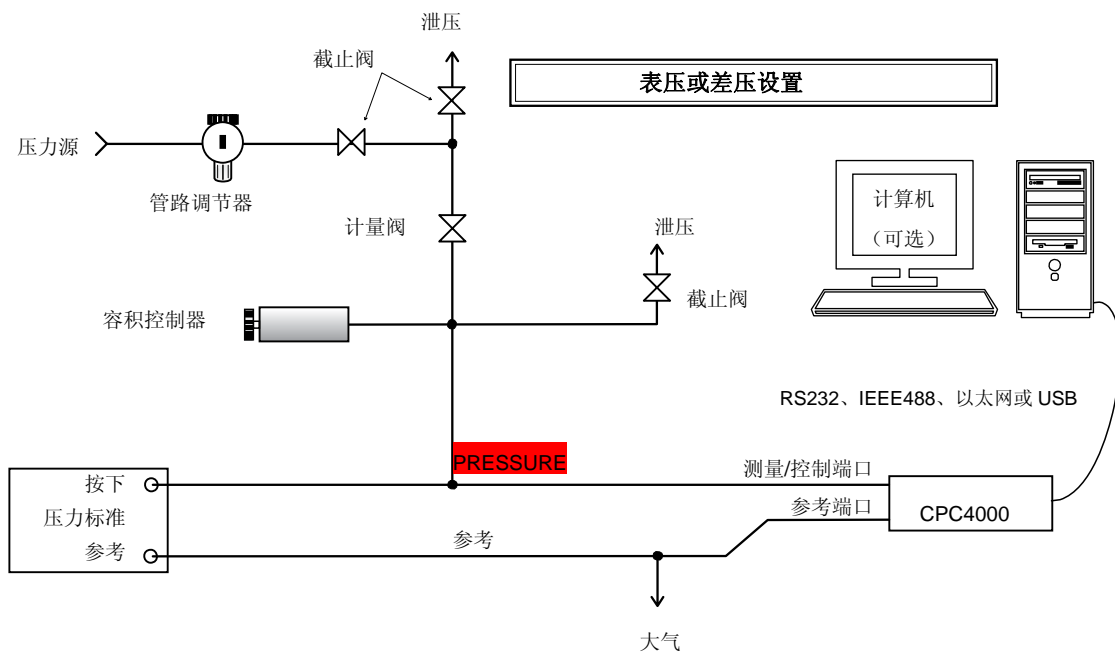 泄压
截止阀
表压或差压设置
压力源
管路调节器
计量阀
泄压
截止阀
计算机
（可选）
容积控制器
RS232、IEEE488、以太网或 USB
PRESSURE
测量/控制端口
按下
压力标准
参考
参考
参考端口
CPC4000
大气